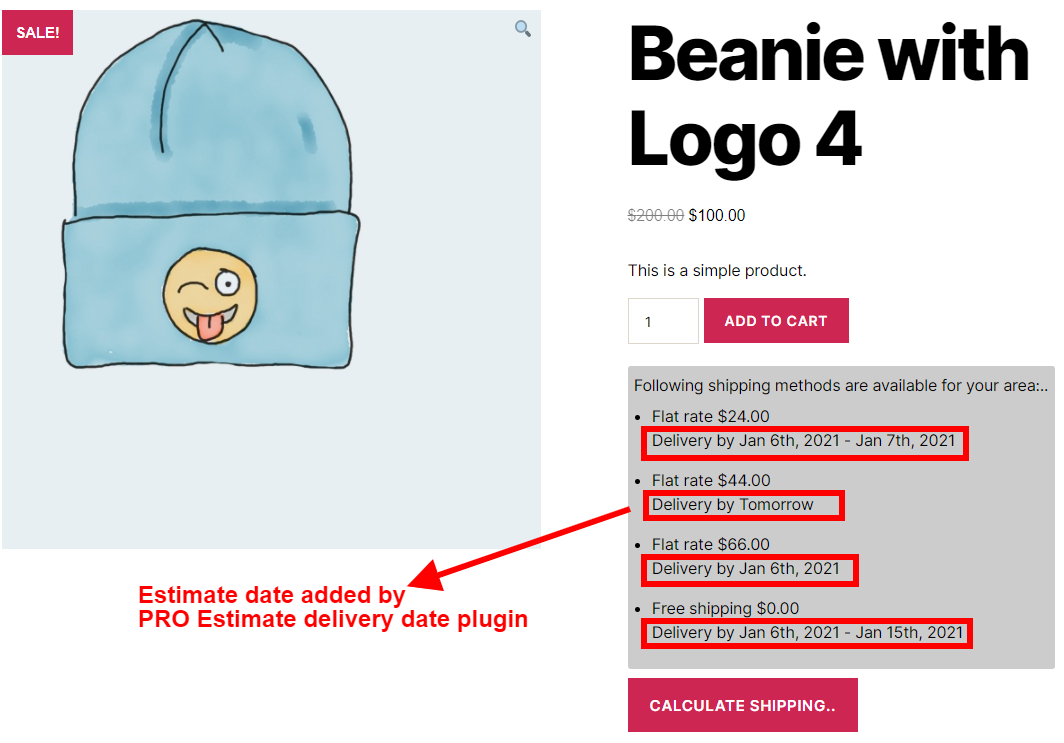 SALE!
Beanie with
Logo 4
$200.00 $100.00
This is a simple product.
1
ADD TO CART
Following shipping methods are available for your area:..
Flat rate $24.00
Delivery by Jan 6th, 2021 - Jan 7th, 2021
Flat rate $44.00
Delivery by Tomorrow
Flat rate $66.00
Delivery by Jan 6th, 2021
Free shipping $0.00
Delivery by Jan 6th, 2021 - Jan 15th, 2021
CALCULATE SHIPPING..
Estimate date added by
PRO Estimate delivery date plugin